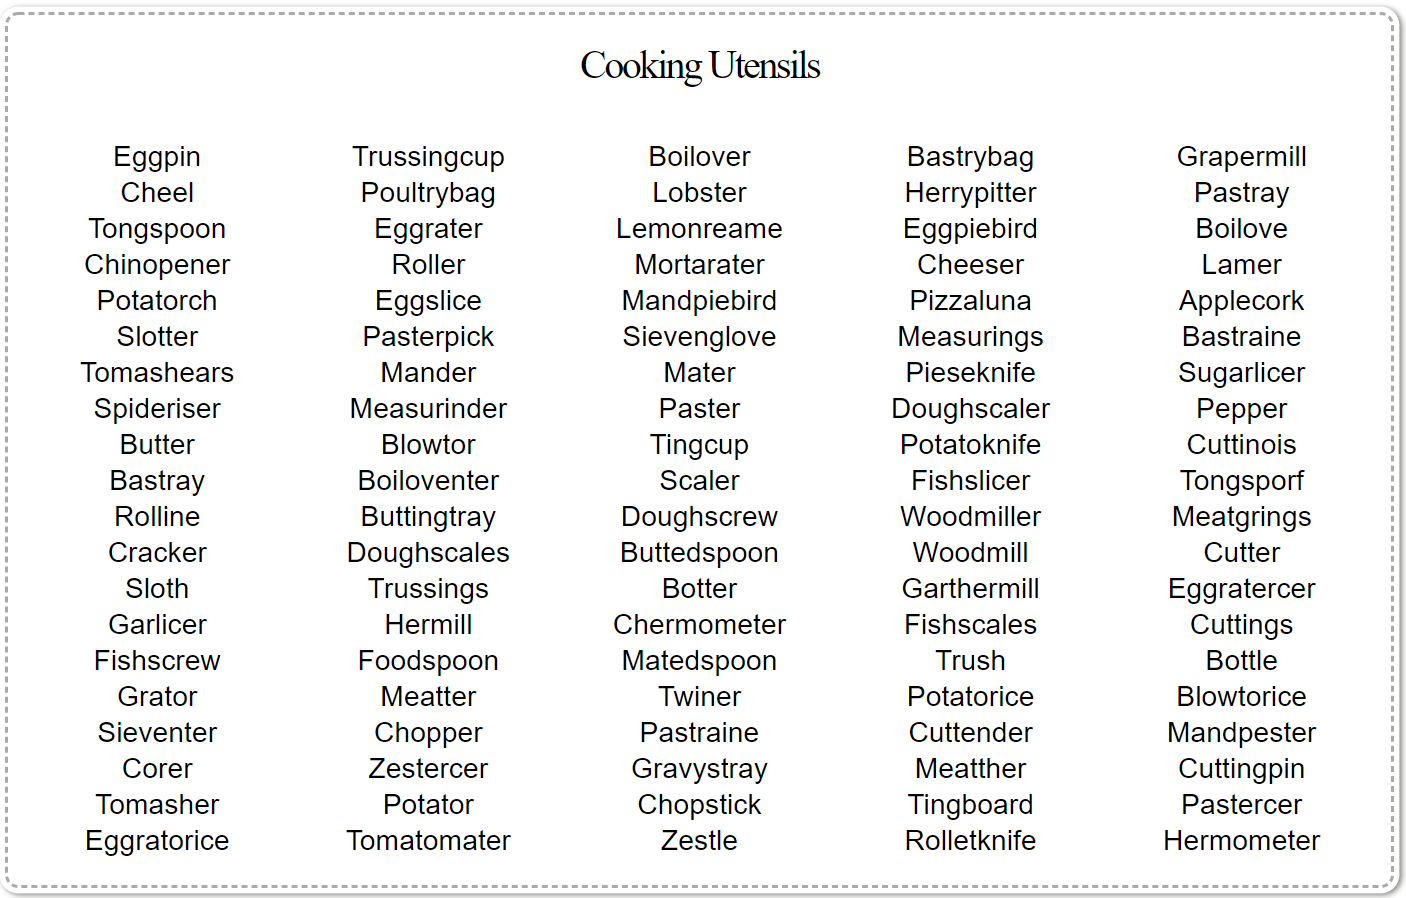 Cooking Utensils
Eggpin Trussingcup Boilover Bastrybag Grapermill
Cheel Poultrybag Lobster Herrypitter Pastray
Tongspoon Eggrater Lemonreame Eggpiebird Boilove
Chinopener Roller Mortarater Cheeser Lamer
Potatorch Eggslice Mandpiebird Pizzaluna Applecork
Slotter Pasterpick Sievenglove Measurings Bastraine
Tomashears Mander Mater Pieseknife Sugarlicer
Spideriser Measurinder Paster Doughscaler Pepper
Butter Blowtor Tingcup Potatoknife Cuttinois
Bastray Boiloventer Scaler Fishslicer Tongsporf
Rolline Buttingtray Doughscrew Woodmiller Meatgrings
Cracker Doughscales Buttedspoon Woodmill Cutter
Sloth Trussings Botter Garthermill Eggratercer
Garlicer Hermill Chermometer Fishscales Cuttings
Fishscrew Foodspoon Matedspoon Trush Bottle
Grator Meatter Twiner Potatorice Blowtorice
Sieventer Chopper Pastraine Cuttender Mandpester
Corer Zestercer Gravystray Meatther Cuttingpin
Tomasher Potator Chopstick Tingboard Pastercer
Eggratorice Tomatomater Zestle Rolletknife Hermometer